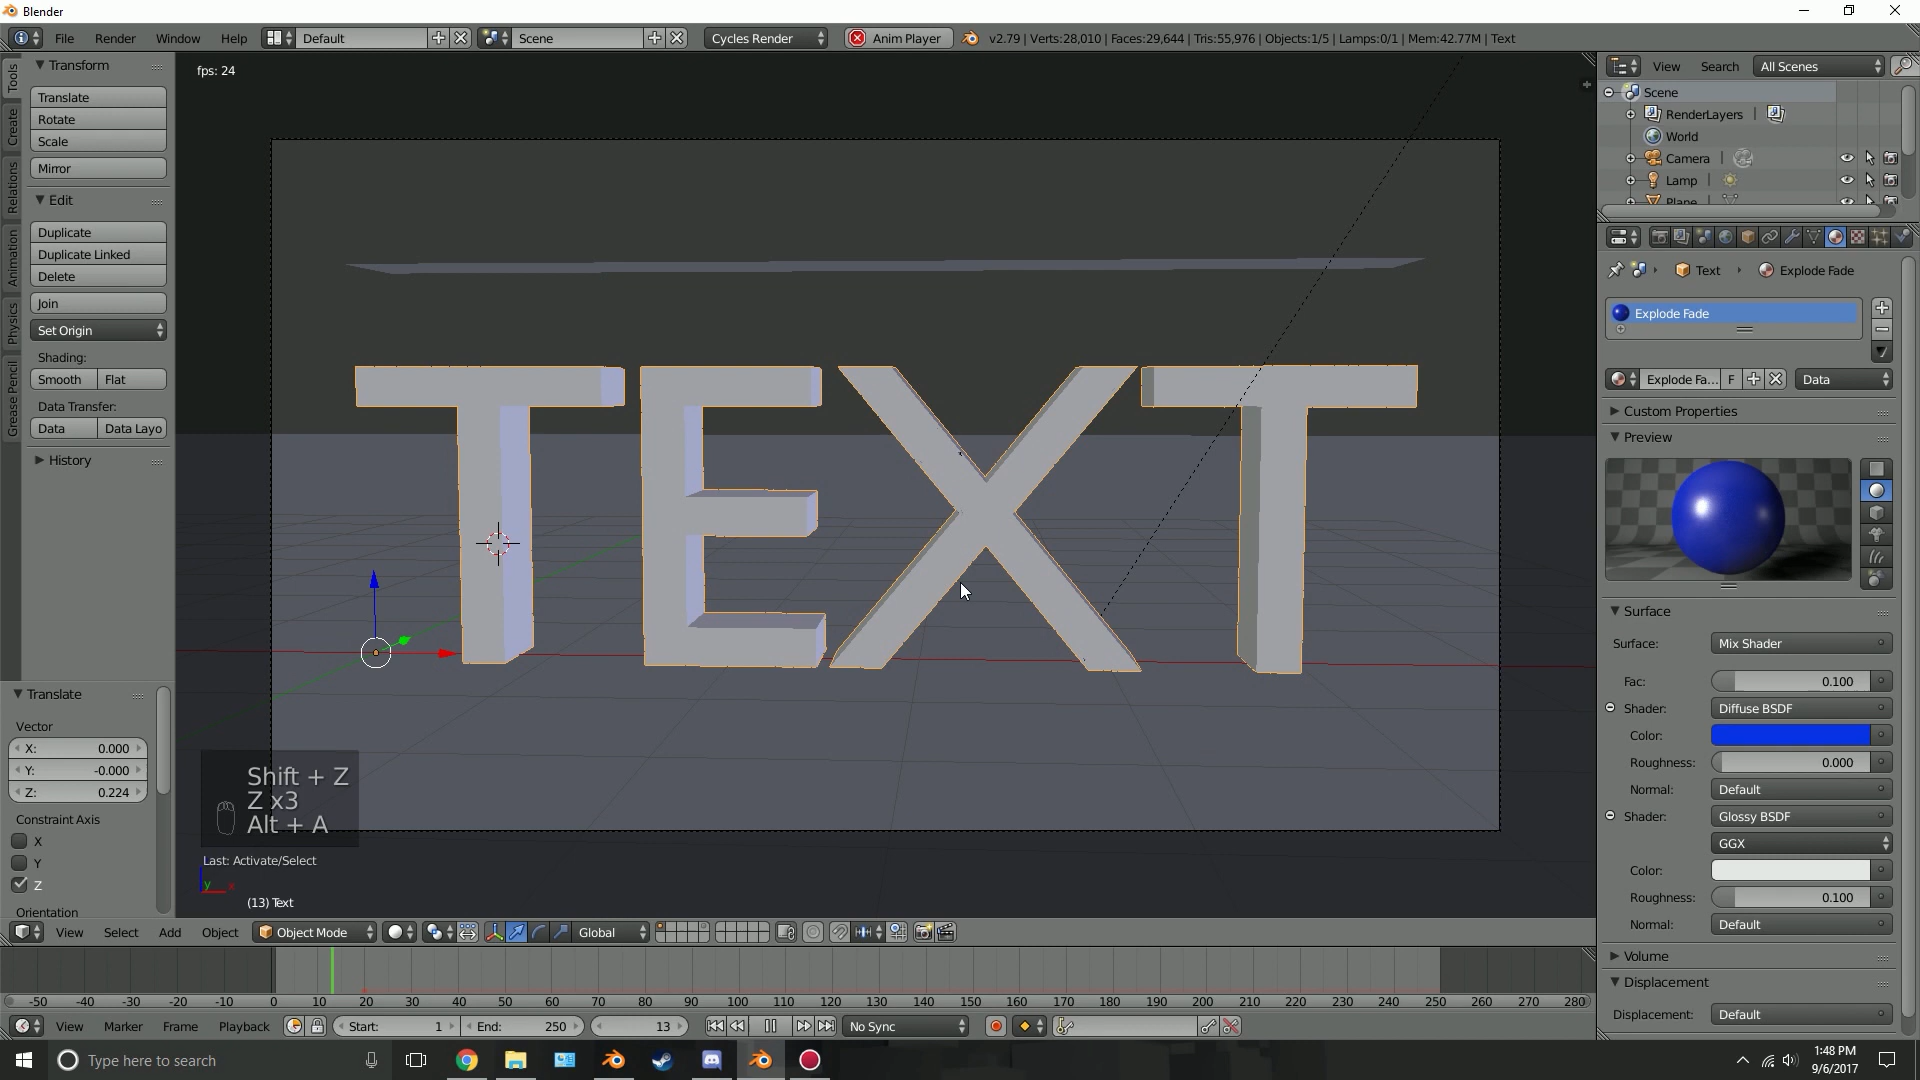 Blender
File Render Window Help Default Scene Cycles Render Anim Player v2.79 | Verts:28,010 | Faces:29,644 | Tris:55,976 | Objects:1/5 | Lamps:0/1 | Mem:42.77M | Text
Tools
Create
Relations
Animation
Physics
Grease Pencil
Transform
Translate
Rotate
Scale
Mirror
Edit
Duplicate
Duplicate Linked
Delete
Join
Set Origin
Shading:
Smooth Flat
Data Transfer:
Data Data Layo
History
Translate
Vector
X: 0.000
Y: -0.000
Z: 0.224
Constraint Axis
X
Y
Z
Orientation
fps: 24
TEXT
Shift + Z
Z x3
Alt + A
Last: Activate/Select
y x
(13) Text
View Select Add Object Object Mode Global
-50 -40 -30 -20 -10 0 10 20 30 40 50 60 70 80 90 100 110 120 130 140 150 160 170 180 190 200 210 220 230 240 250 260 270 280
View Marker Frame Playback Start: 1 End: 250 13 No Sync
View Search All Scenes
Scene
RenderLayers |
World
Camera |
Lamp |
Plane |
Text Explode Fade
Explode Fade
Explode Fa... F Data
Custom Properties
Preview
Surface
Surface: Mix Shader
Fac: 0.100
Shader: Diffuse BSDF
Color:
Roughness: 0.000
Normal: Default
Shader: Glossy BSDF
GGX
Color:
Roughness: 0.100
Normal: Default
Volume
Displacement
Displacement: Default
Type here to search
1:48 PM
9/6/2017